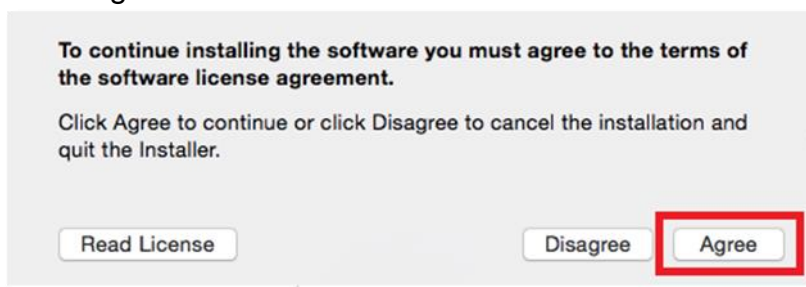 To continue installing the software you must agree to the terms of
the software license agreement.
Click Agree to continue or click Disagree to cancel the installation and
quit the Installer.
Read License Disagree Agree